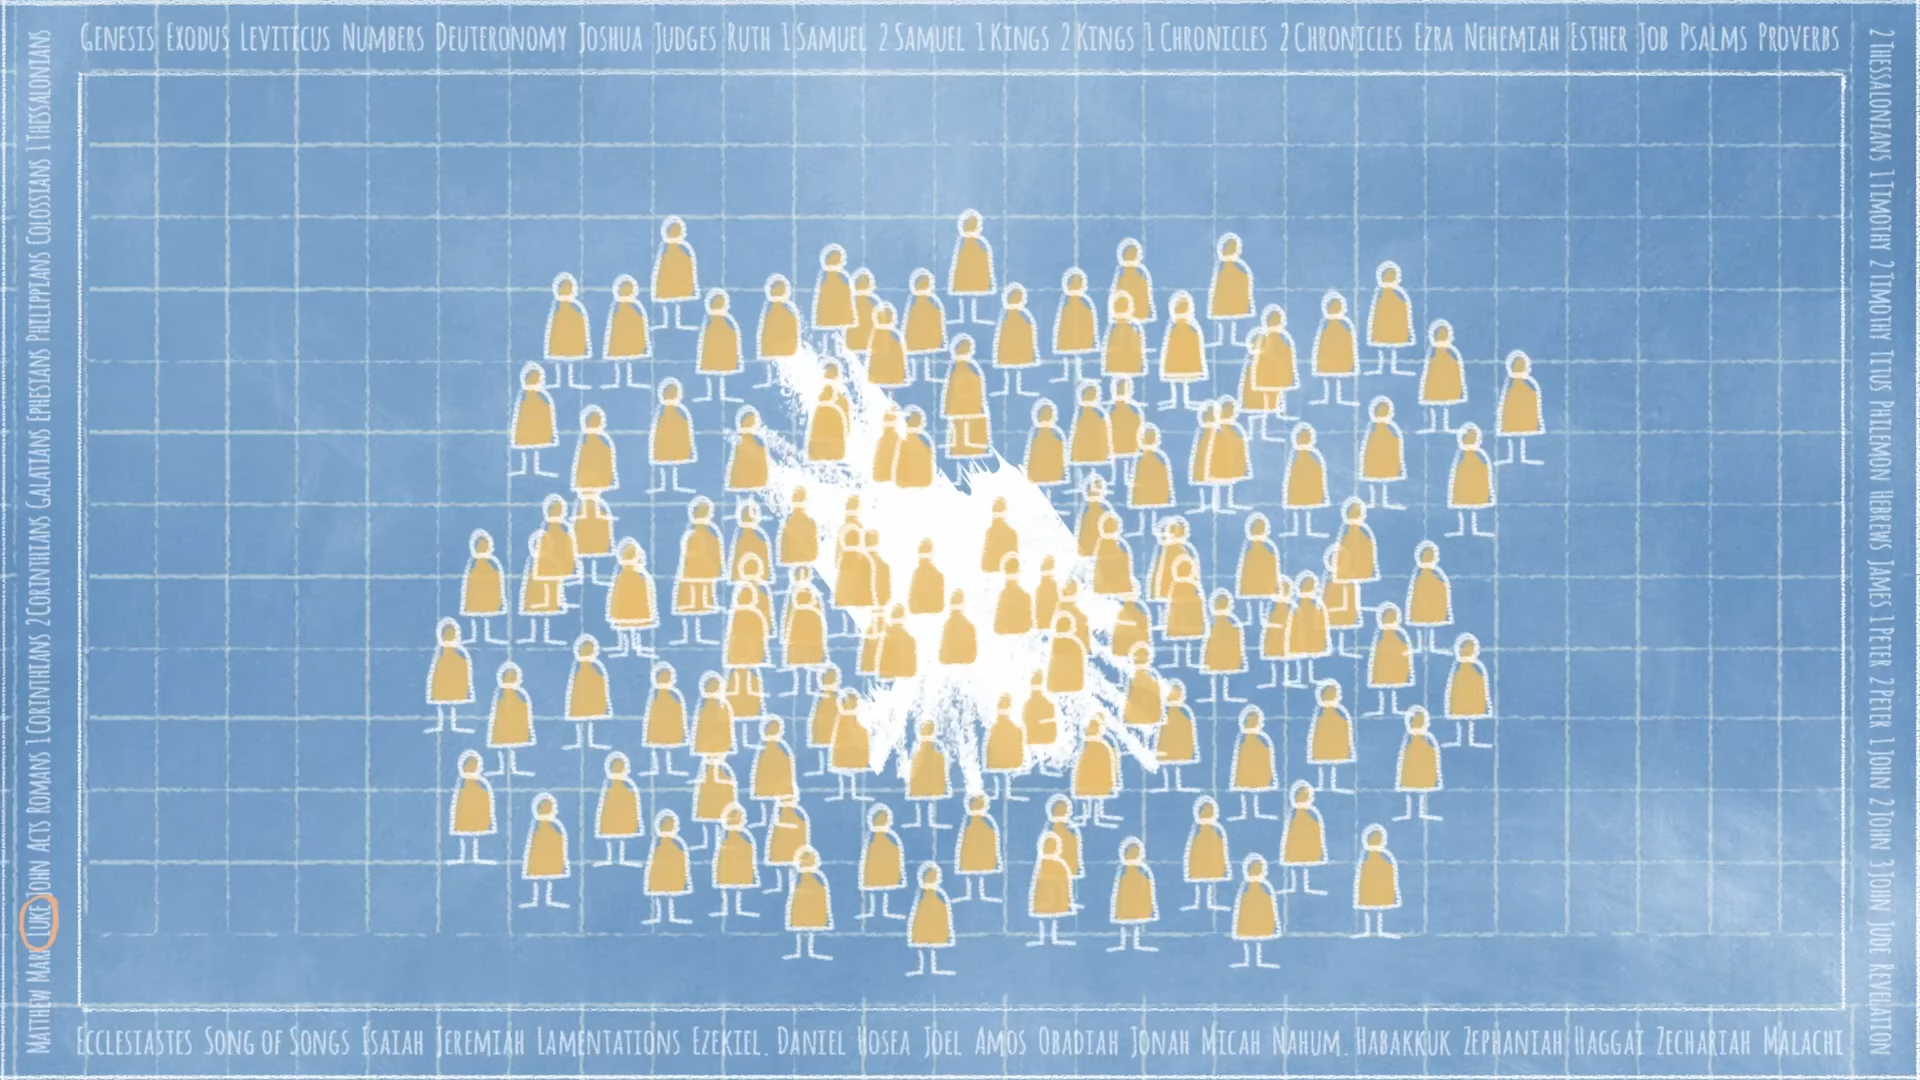 GENESIS EXODUS LEVITICUS NUMBERS DEUTERONOMY JOSHUA JUDGES RUTH 1 SAMUEL 2 SAMUEL 1 KINGS 2 KINGS 1 CHRONICLES 2 CHRONICLES EZRA NEHEMIAH ESTHER JOB PSALMS PROVERBS
ECCLESIASTES SONG OF SONGS ISAIAH JEREMIAH LAMENTATIONS EZEKIEL. DANIEL HOSEA JOEL AMOS OBADIAH JONAH MICAH NAHUM. HABAKKUK ZEPHANIAH HAGGAI ZECHARIAH MALACHI
MATTHEW MARK LUKE JOHN ACTS ROMANS 1 CORINTHIANS 2 CORINTHIANS GALATIANS EPHESIANS PHILIPPIANS COLOSSIANS 1 THESSALONIANS
2 THESSALONIANS 1 TIMOTHY 2 TIMOTHY TITUS PHILEMON HEBREWS JAMES 1 PETER 2 PETER 1 JOHN 2 JOHN 3 JOHN JUDE REVELATION